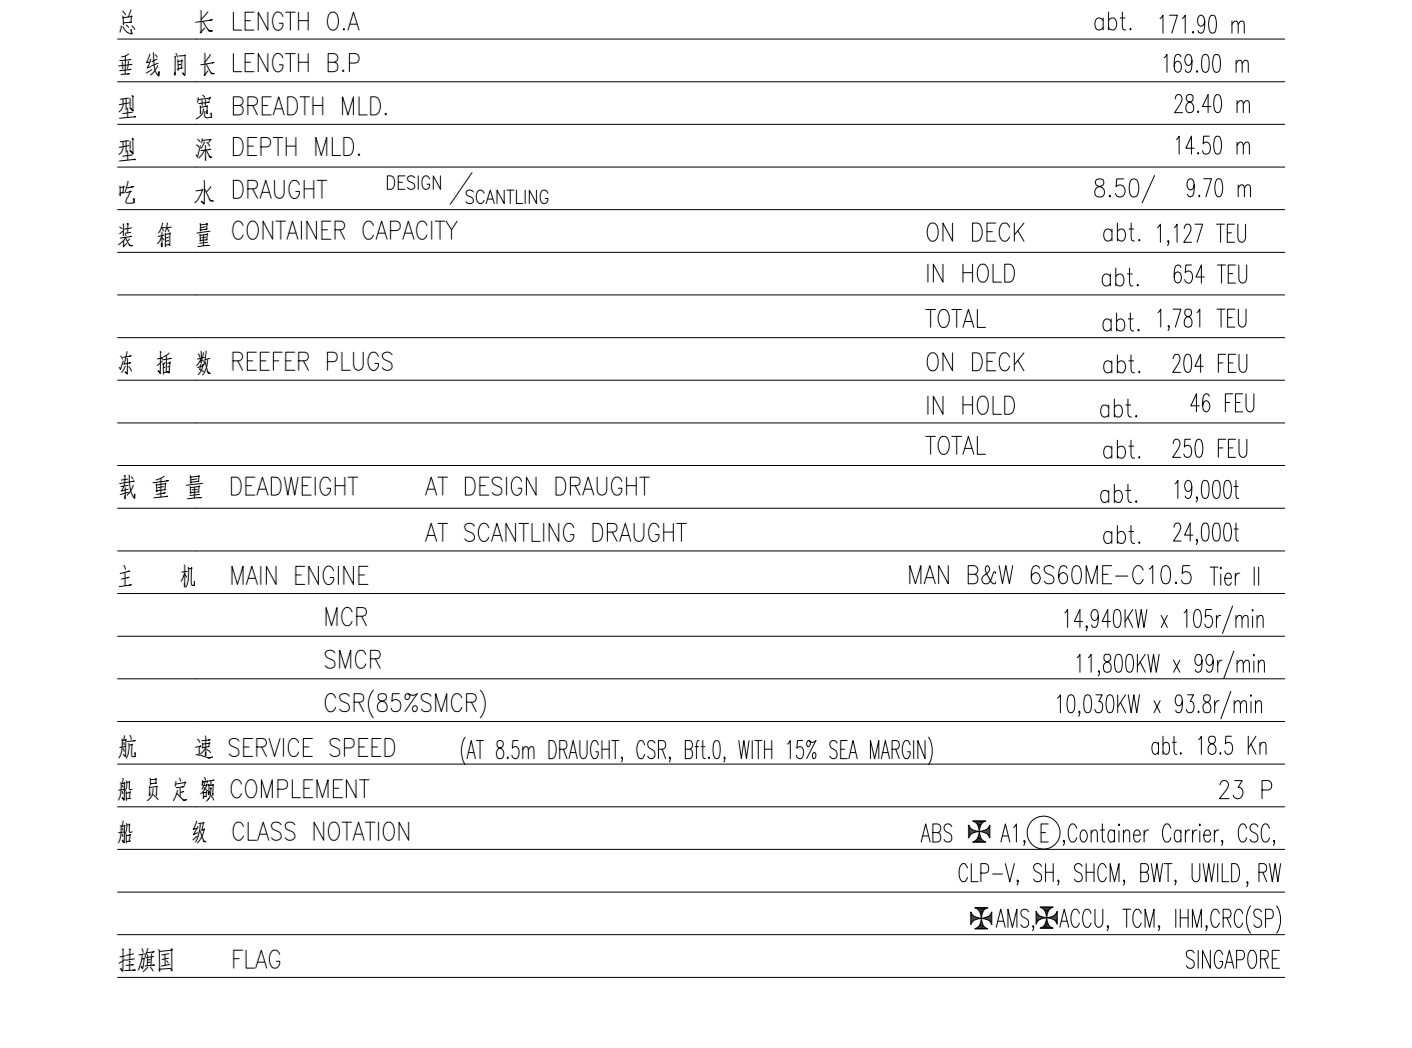 总 长 LENGTH O.A abt. 171.90 m
垂线间长 LENGTH B.P 169.00 m
型 宽 BREADTH MLD. 28.40 m
型 深 DEPTH MLD. 14.50 m
吃 水 DRAUGHT DESIGN/SCANTLING 8.50/ 9.70 m
装 箱 量 CONTAINER CAPACITY ON DECK abt. 1,127 TEU
IN HOLD abt. 654 TEU
TOTAL abt. 1,781 TEU
冻 插 数 REEFER PLUGS ON DECK abt. 204 FEU
IN HOLD abt. 46 FEU
TOTAL abt. 250 FEU
载 重 量 DEADWEIGHT AT DESIGN DRAUGHT abt. 19,000t
AT SCANTLING DRAUGHT abt. 24,000t
主 机 MAIN ENGINE MAN B&W 6S60ME-C10.5 Tier II
MCR 14,940KW x 105r/min
SMCR 11,800KW x 99r/min
CSR(85%SMCR) 10,030KW x 93.8r/min
航 速 SERVICE SPEED (AT 8.5m DRAUGHT, CSR, Bft.0, WITH 15% SEA MARGIN) abt. 18.5 Kn
船员定额 COMPLEMENT 23 P
船 级 CLASS NOTATION ABS ✠ A1,Ⓔ,Container Carrier, CSC,
CLP-V, SH, SHCM, BWT, UWILD, RW
✠AMS,✠ACCU, TCM, IHM,CRC(SP)
挂旗国 FLAG SINGAPORE